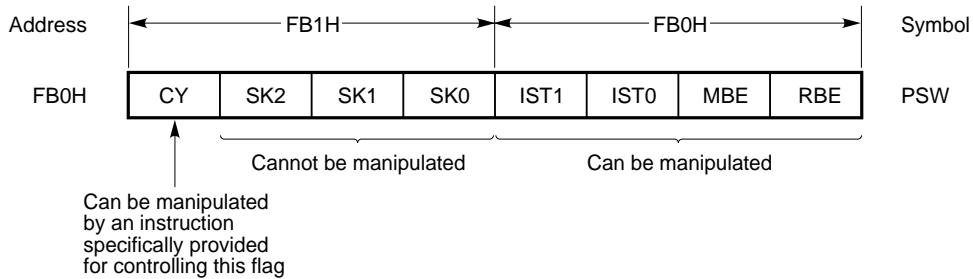 Address FB1H FB0H Symbol
FB0H CY SK2 SK1 SK0 IST1 IST0 MBE RBE PSW
Cannot be manipulated Can be manipulated
Can be manipulated
by an instruction
specifically provided
for controlling this flag